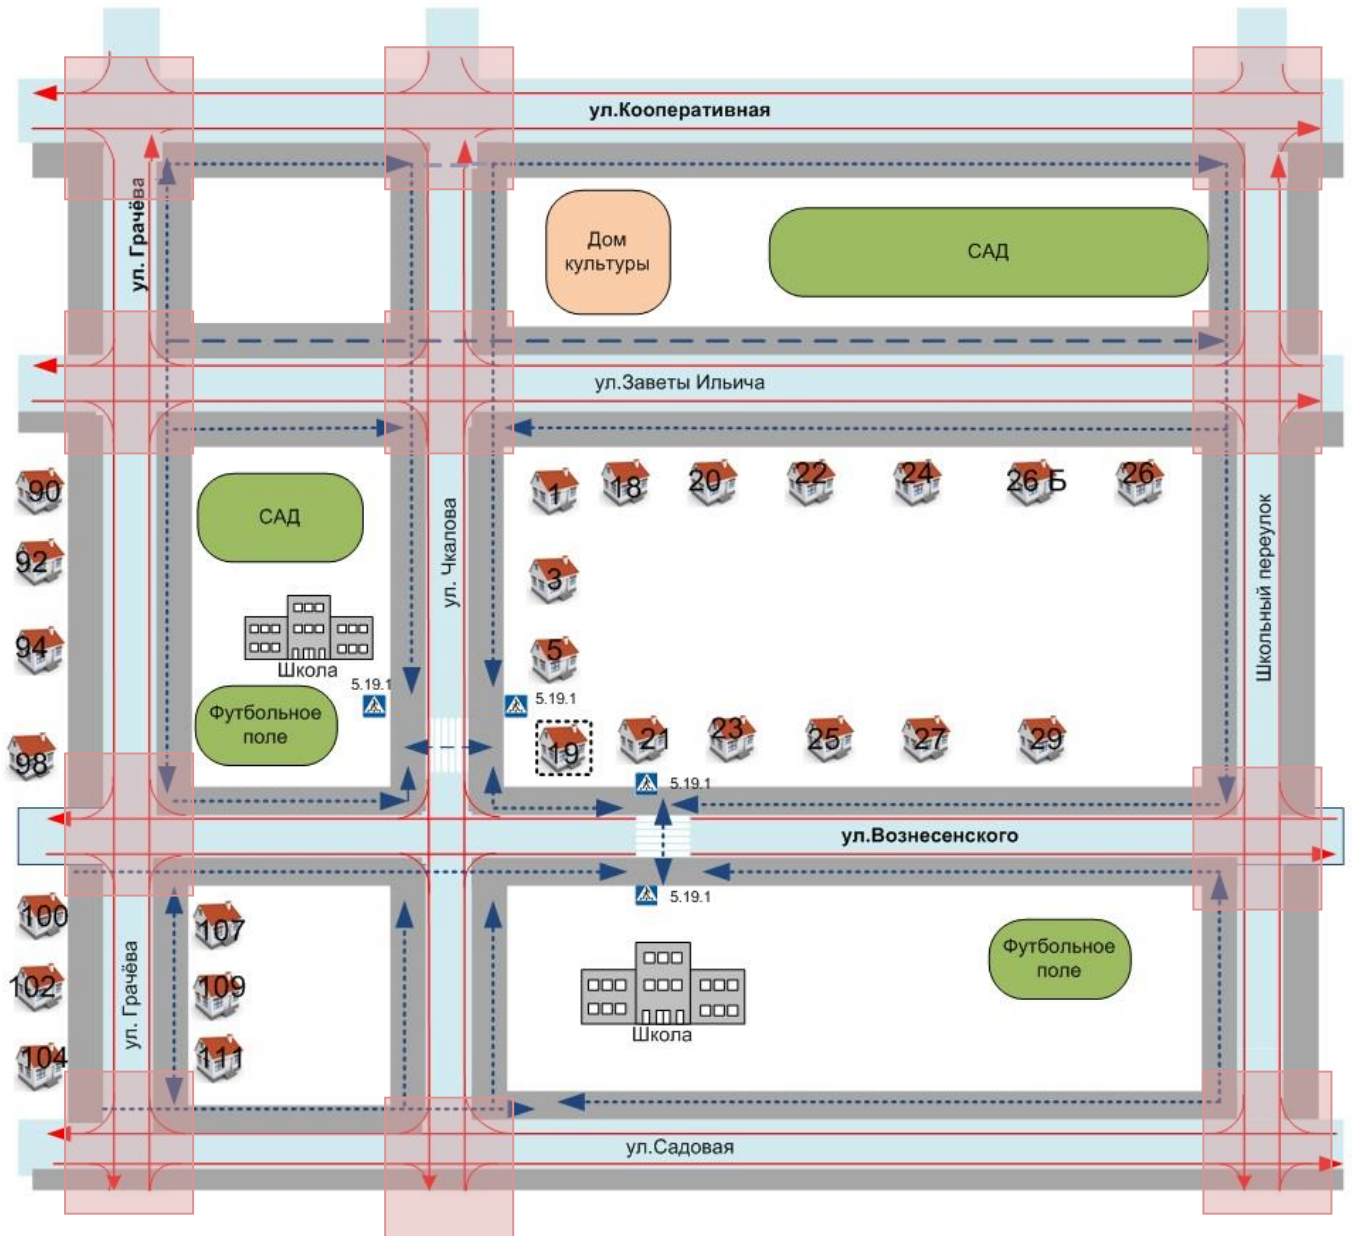 ул.Кооперативная
ул. Грачёва
Дом
культуры
САД
ул.Заветы Ильича
90
92
94
98
САД
Школа
Футбольное
поле
5.19.1
ул. Чкалова
1
18
20
22
24
26 Б
26
3
5
5.19.1
19
21
23
25
27
29
5.19.1
Школьный переулок
ул.Вознесенского
5.19.1
100
102
104
ул. Грачёва
107
109
111
Школа
Футбольное
поле
ул.Садовая